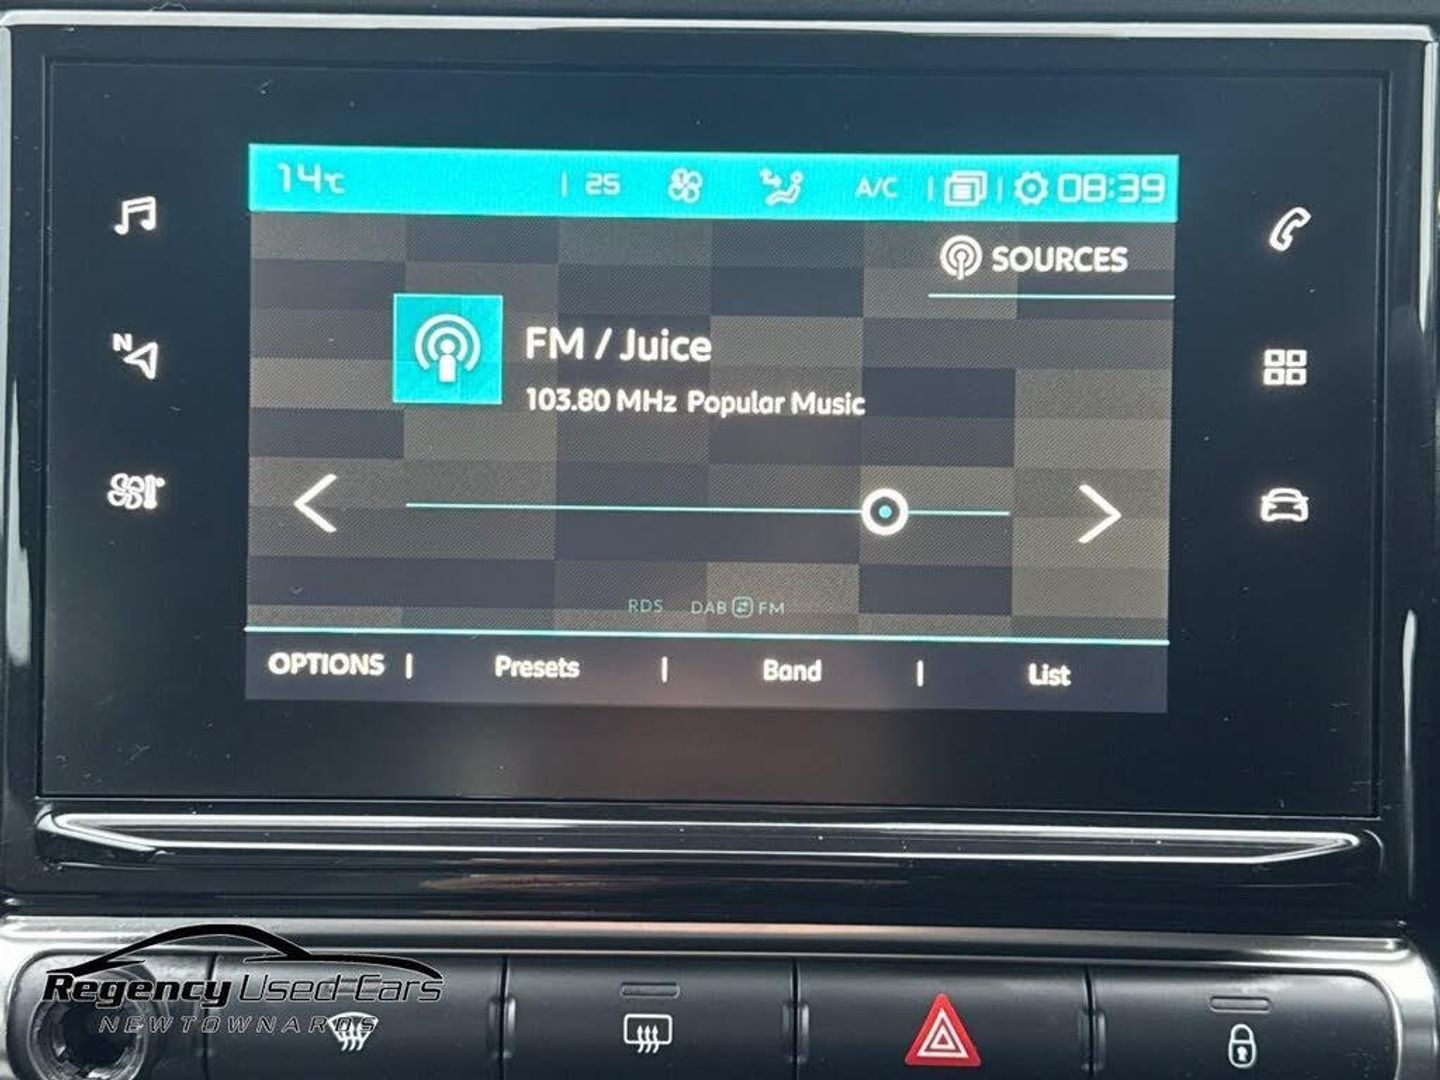 14°C | 25 A/C | | 08:39
SOURCES
FM / Juice
103.80 MHz Popular Music
N
RDS DAB FM
OPTIONS | Presets | Band | List
Regency Used Cars
NEWTOWNARDS